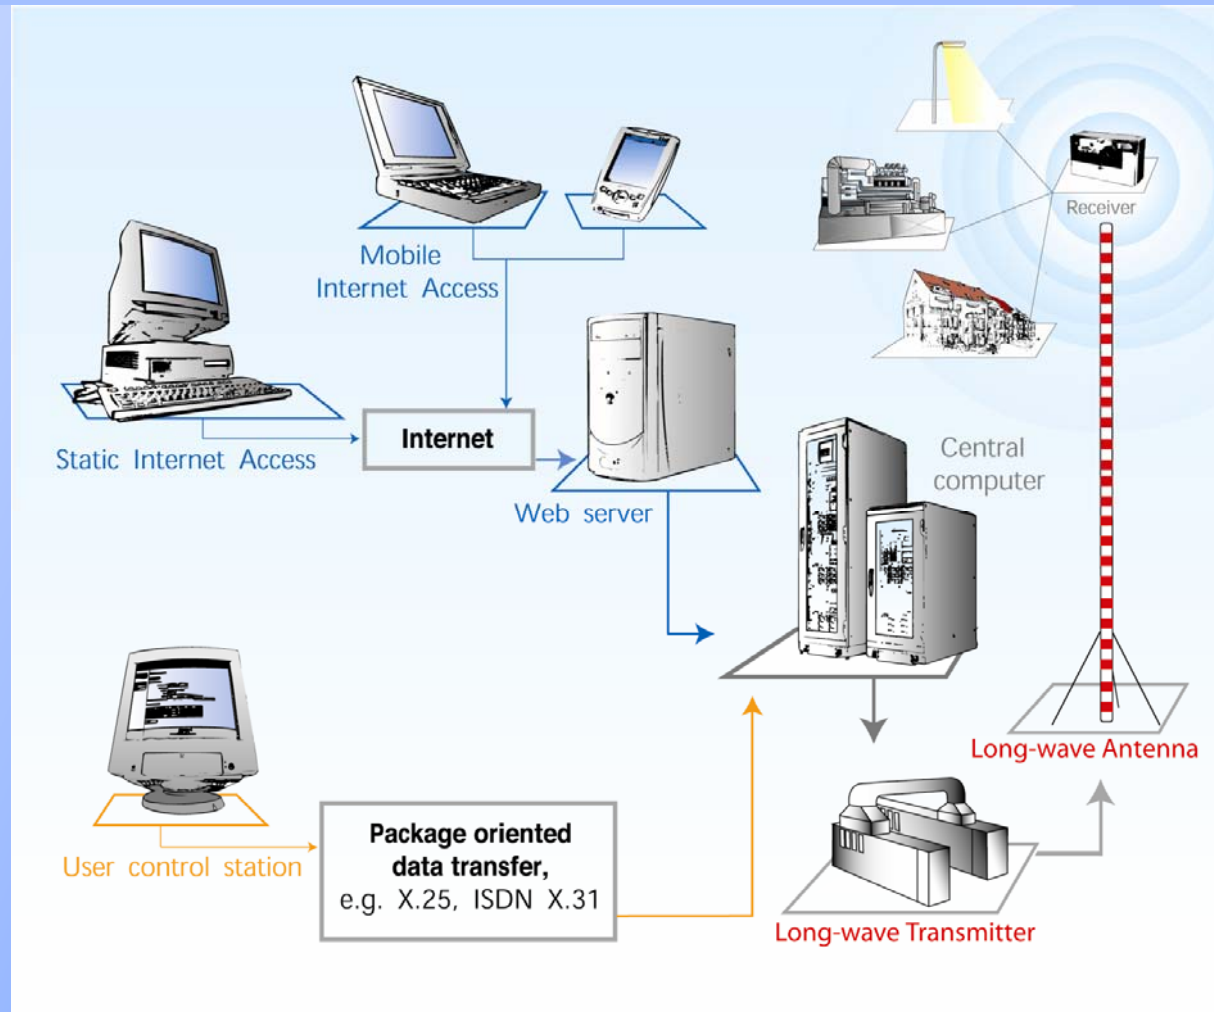 Mobile
Internet Access
Receiver
Static Internet Access
Internet
Web server
Central
computer
Long-wave Antenna
User control station
Package oriented
data transfer,
e.g. X.25, ISDN X.31
Long-wave Transmitter